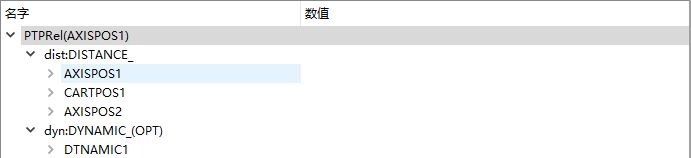 名字 数值
PTPRel(AXISPOS1)
dist:DISTANCE_
AXISPOS1
CARTPOS1
AXISPOS2
dyn:DYNAMIC_(OPT)
DTNAMIC1